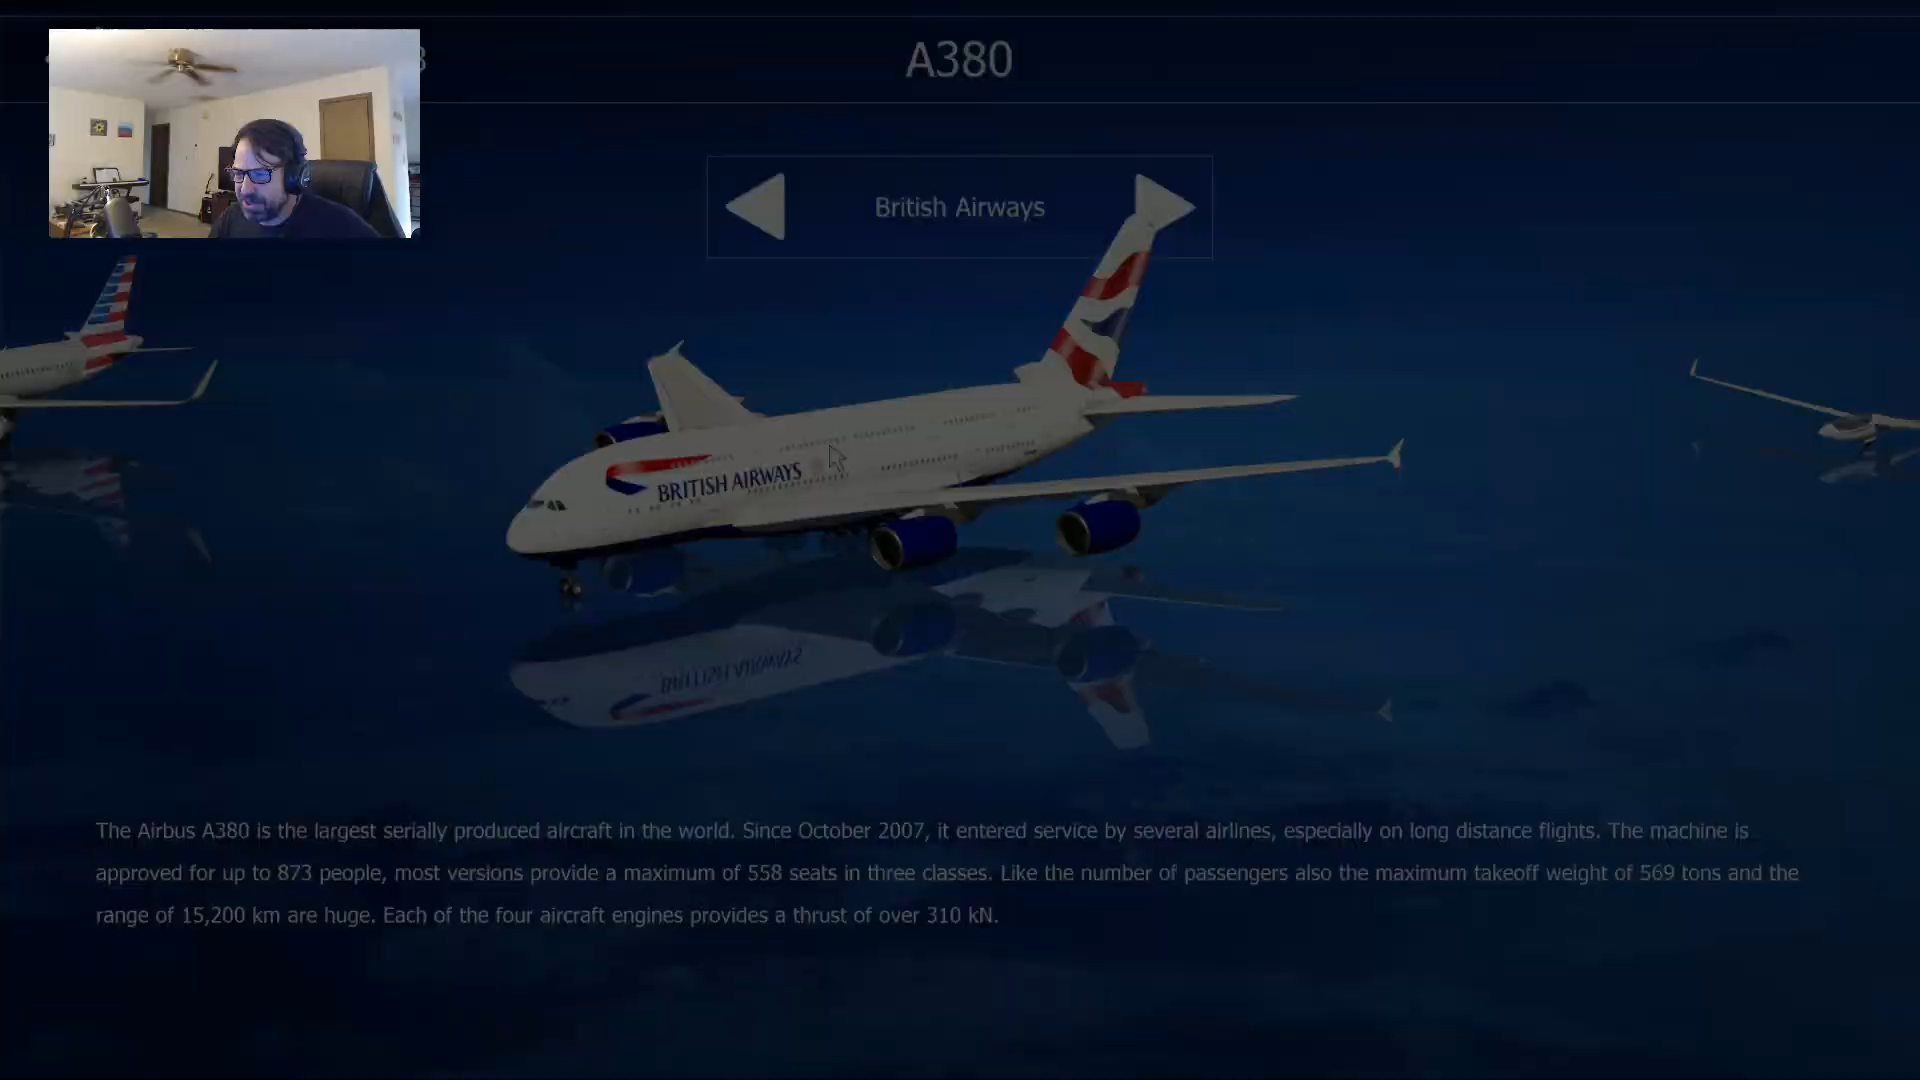 A380
British Airways
BRITISH AIRWAYS
The Airbus A380 is the largest serially produced aircraft in the world. Since October 2007, it entered service by several airlines, especially on long distance flights. The machine is
approved for up to 873 people, most versions provide a maximum of 558 seats in three classes. Like the number of passengers also the maximum takeoff weight of 569 tons and the
range of 15,200 km are huge. Each of the four aircraft engines provides a thrust of over 310 kN.